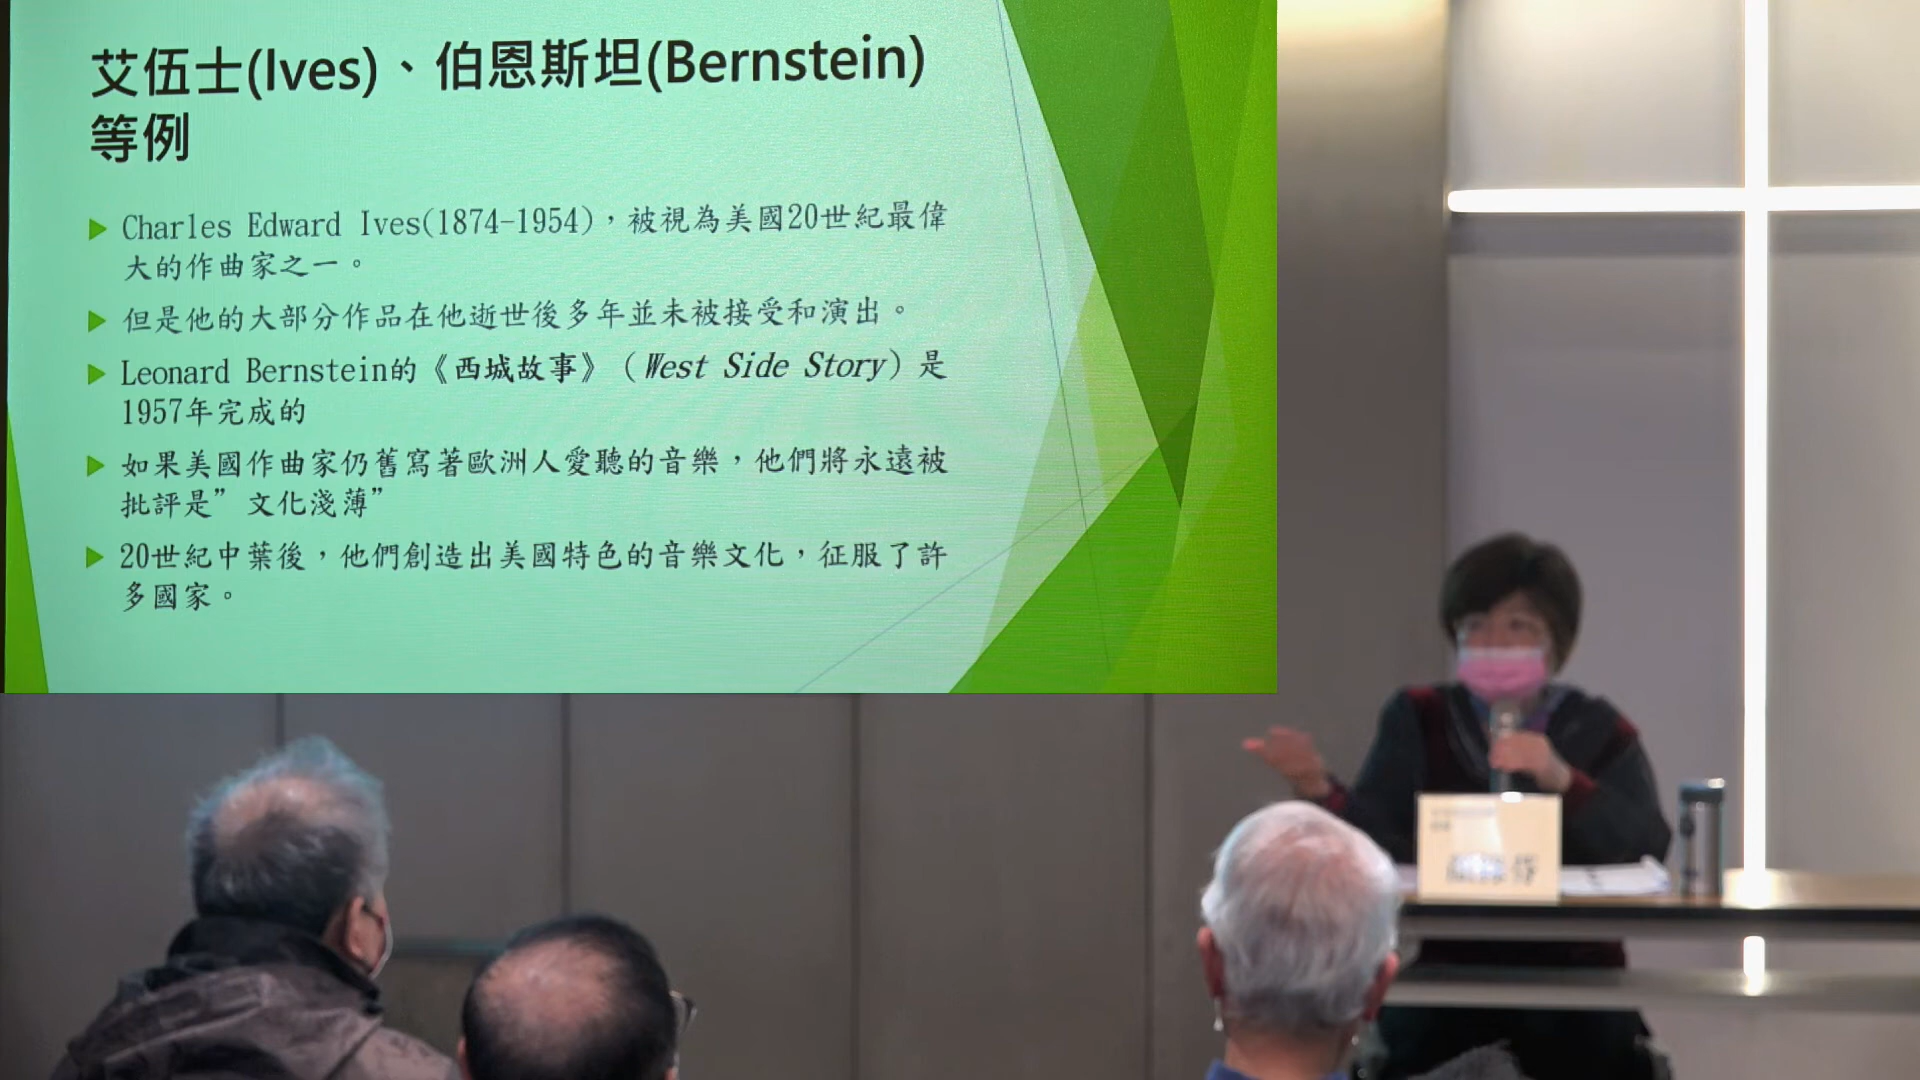 艾伍士(Ives)、伯恩斯坦(Bernstein)
等例
Charles Edward Ives(1874-1954)，被視為美國20世紀最偉
大的作曲家之一。
但是他的大部分作品在他逝世後多年並未被接受和演出。
Leonard Bernstein的《西城故事》（West Side Story）是
1957年完成的
如果美國作曲家仍舊寫著歐洲人愛聽的音樂，他們將永遠被
批評是”文化淺薄”
20世紀中葉後，他們創造出美國特色的音樂文化，征服了許
多國家。